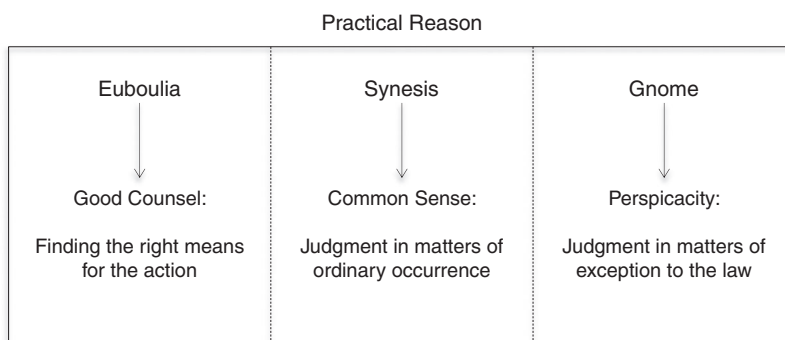 Practical Reason
Euboulia
Good Counsel:
Finding the right means
for the action
Synesis
Common Sense:
Judgment in matters of
ordinary occurrence
Gnome
Perspicacity:
Judgment in matters of
exception to the law